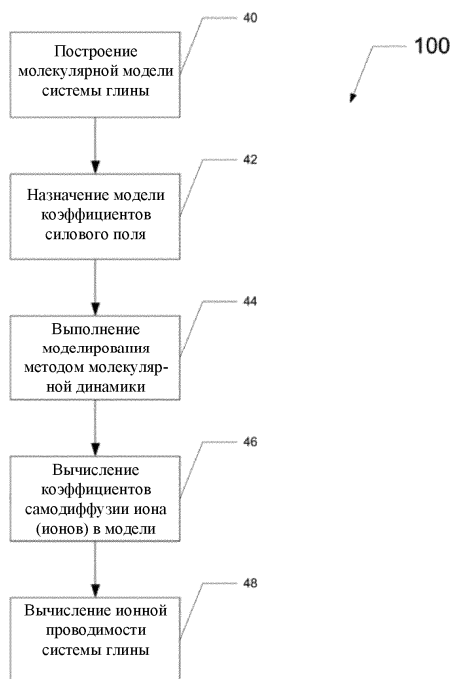 40
100
Построение
молекулярной модели
системы глины
42
Назначение модели
коэффициентов
силового поля
44
Выполнение
моделирования
методом молекуляр-
ной динамики
46
Вычисление
коэффициентов
самодиффузии иона
(ионов) в модели
48
Вычисление ионной
проводимости
системы глины